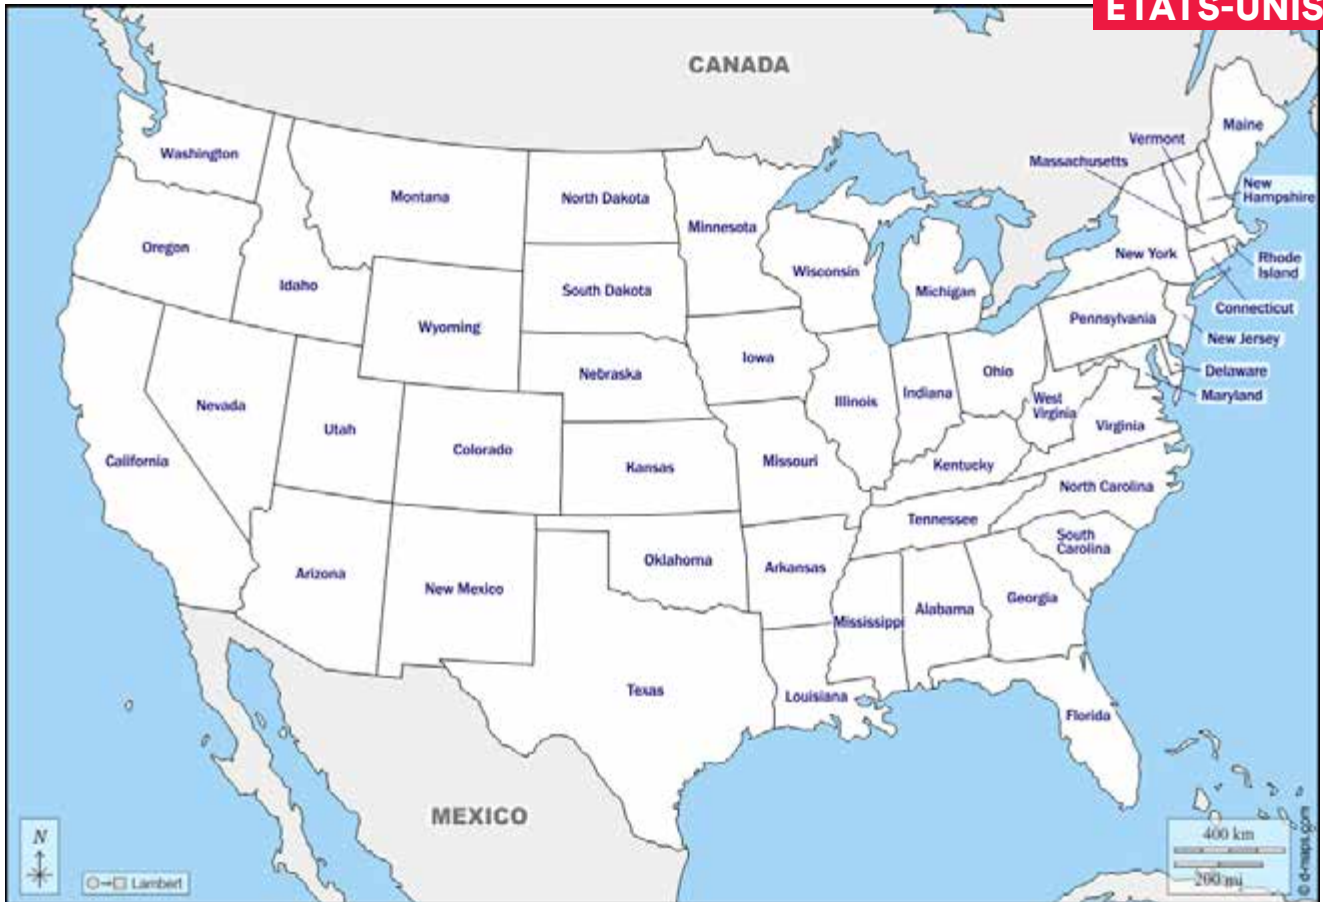 ETATS-UNIS
CANADA
Washington
Montana
North Dakota
Minnesota
Vermont
Maine
Massachusetts
New
Hampshire
Oregon
Idaho
Wyoming
South Dakota
Wisconsin
Michigan
New York
Rhode
Island
Connecticut
Pennsylvania
New Jersey
Delaware
Maryland
Nebraska
Iowa
Illinois
Indiana
Ohio
West
Virginia
Virginia
Nevada
Utah
Colorado
Kansas
Missouri
Kentucky
California
North Carolina
Tennessee
South
Carolina
Arizona
New Mexico
Oklahoma
Arkansas
Mississippi
Alabama
Georgia
Texas
Louisiana
Florida
MEXICO
N
Lambert
400 km
200 mi
© d-maps.com